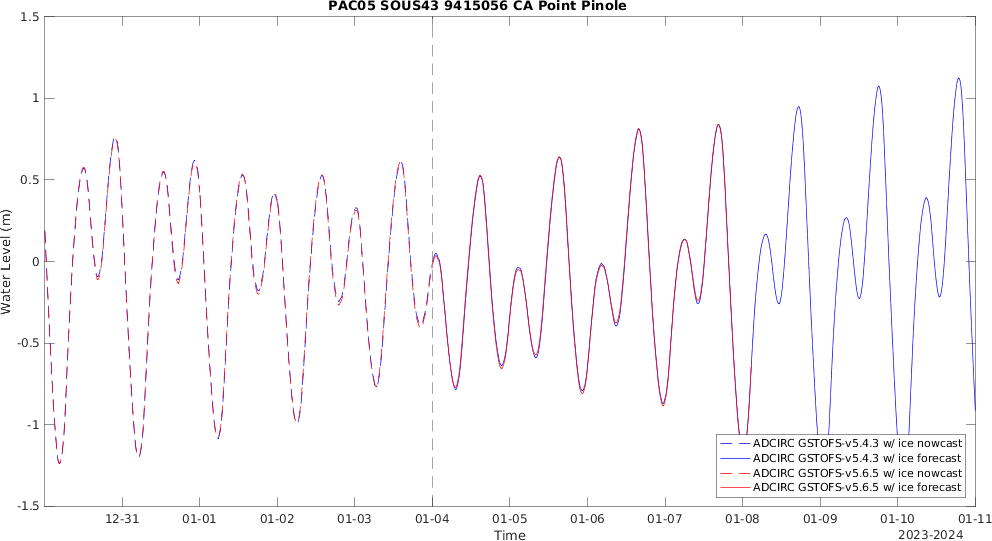 PAC05 SOUS43 9415056 CA Point Pinole
Water Level (m)
1.5
1
0.5
0
-0.5
-1
-1.5
ADCIRC GSTOFS-v5.4.3 w/ ice nowcast
ADCIRC GSTOFS-v5.4.3 w/ ice forecast
ADCIRC GSTOFS-v5.6.5 w/ ice nowcast
ADCIRC GSTOFS-v5.6.5 w/ ice forecast
12-31 01-01 01-02 01-03 01-04 01-05 01-06 01-07 01-08 01-09 01-10 01-11
Time
2023-2024